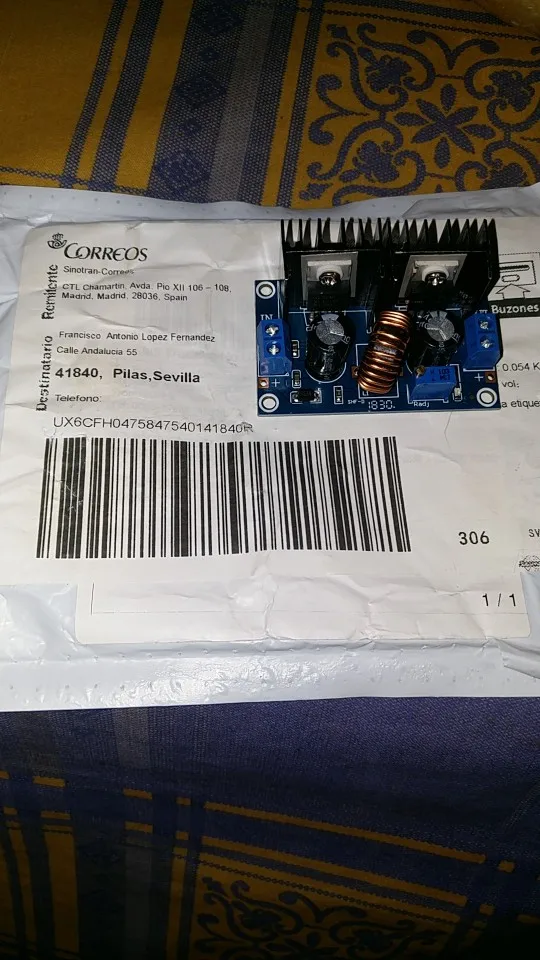 CORREOS
Sinotran-Correos
CTL Chamartin, Avda. Pio XII 106 – 108,
Madrid, Madrid, 28036, Spain
Remitente
Francisco Antonio Lopez Fernandez
Calle Andalucia 55
41840, Pilas,Sevilla
Telefono:
Destinatario
UX6CFH0475847540141840R
306
1 / 1
Buzones
0.054 K
vol:
a etique
IN
SHF-D
1830.
Radj